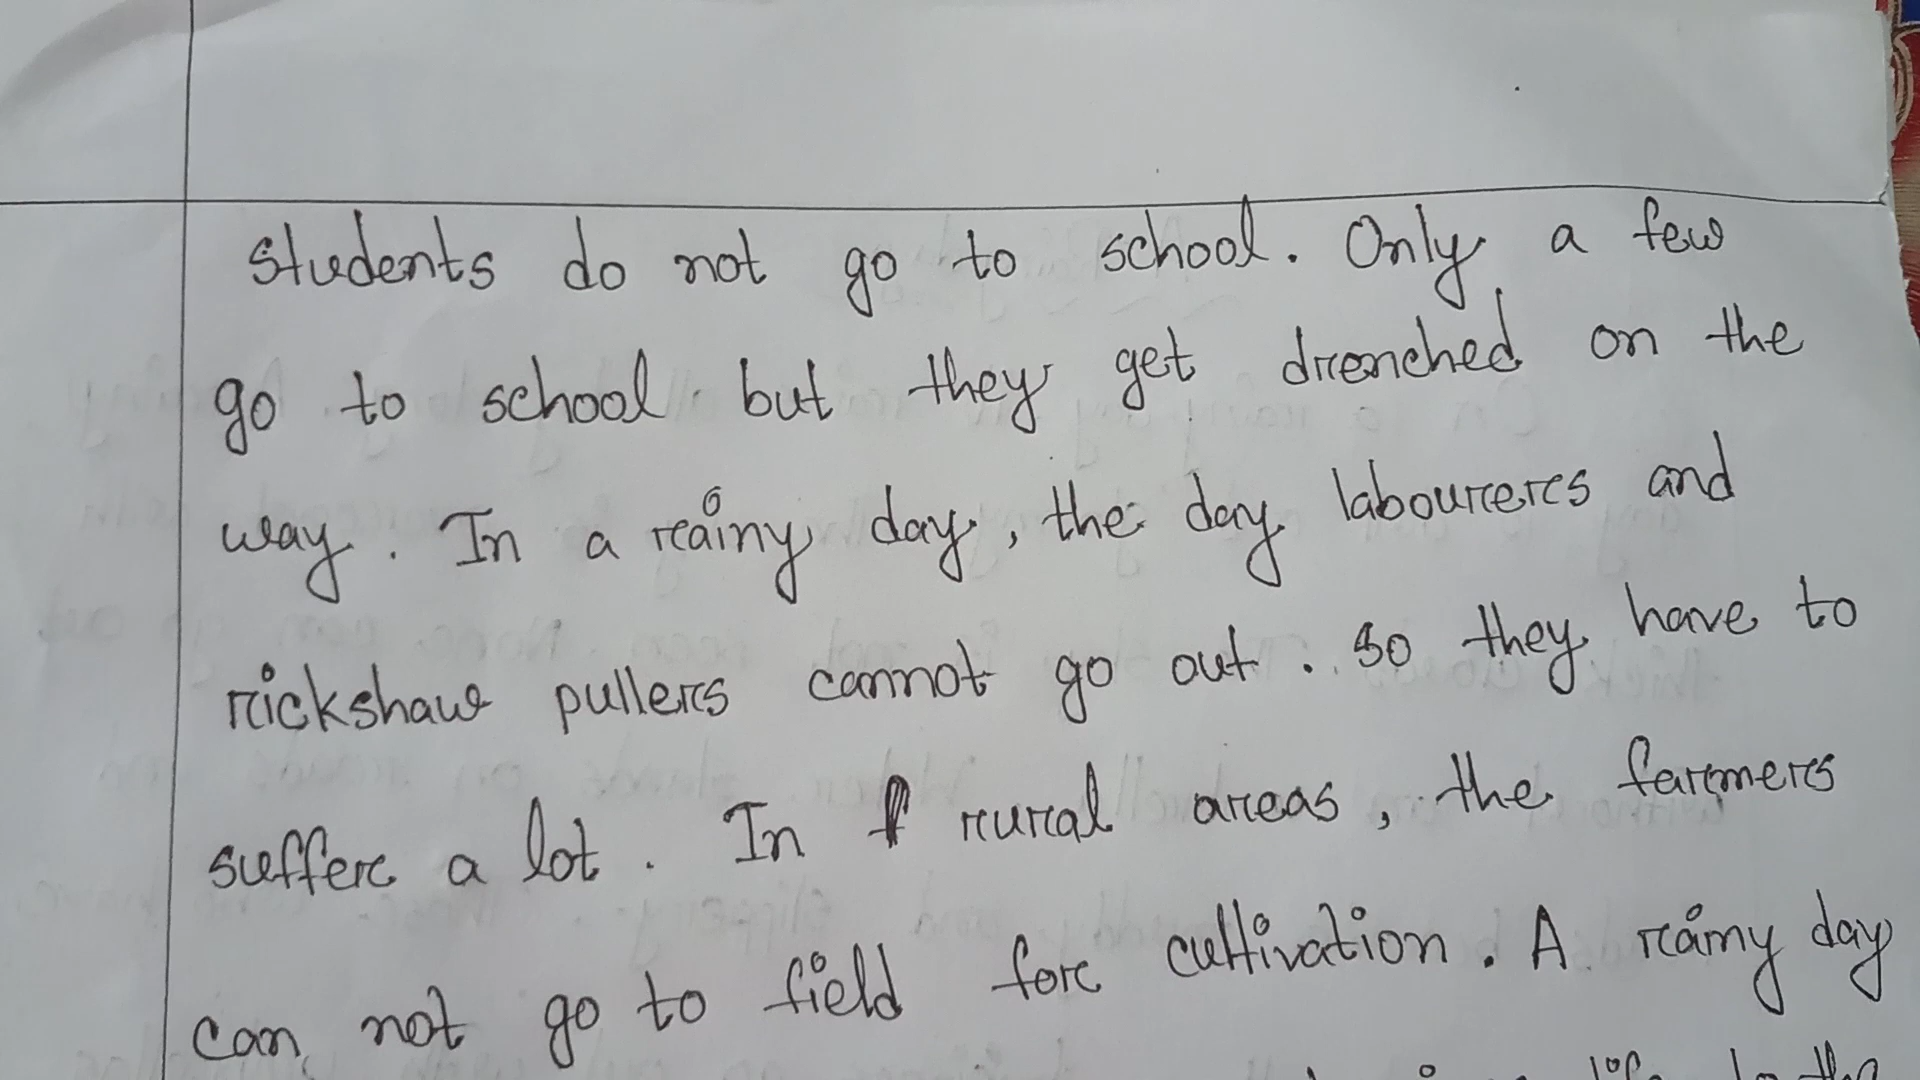 students do not go to school. Only a few
go to school but they get drenched on the
way. In a rainy day, the day labourers and
rickshaw pullers cannot go out. So they have to
suffer a lot. In rural areas, the farmers
can not go to field for cultivation. A rainy day
the